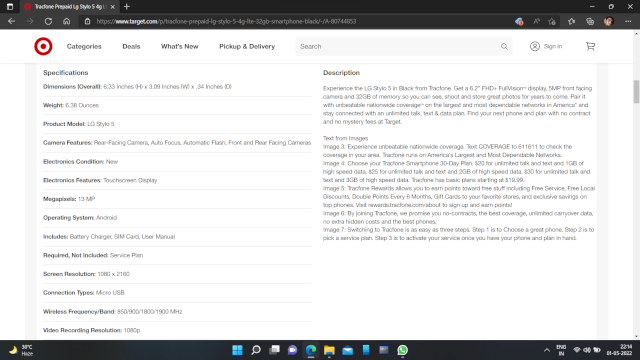 Tracfone Prepaid Lg Stylo 5 4g L
https://www.target.com/p/tracfone-prepaid-lg-stylo-5-4g-lte-32gb-smartphone-black/-/A-80744853
Categories
Deals
What's New
Pickup & Delivery
Search
Sign in
Specifications
Dimensions (Overall): 6.33 Inches (H) x 3.09 Inches (W) x .34 Inches (D)
Weight: 6.38 Ounces
Product Model: LG Stylo 5
Camera Features: Rear-Facing Camera, Auto Focus, Automatic Flash, Front and Rear Facing Cameras
Electronics Condition: New
Electronics Features: Touchscreen Display
Megapixels: 13 MP
Operating System: Android
Includes: Battery Charger, SIM Card, User Manual
Required, Not Included: Service Plan
Screen Resolution: 1080 x 2160
Connection Types: Micro USB
Wireless Frequency/Band: 850/900/1800/1900 MHz
Video Recording Resolution: 1080p
Description
Experience the LG Stylo 5 in Black from Tracfone. Get a 6.2" FHD+ FullVision™ display, 5MP front facing
camera and 32GB of memory so you can see, shoot and store great photos for years to come. Pair it
with unbeatable nationwide coverage™ on the largest and most dependable networks in America* and
stay connected with an unlimited talk, text & data plan. Find your next phone and plan with no contract
and no mystery fees at Target.
Text from Images
Image 3: Experience unbeatable nationwide coverage. Text COVERAGE to 611611 to check the
coverage in your area. Tracfone runs on America's Largest and Most Dependable Networks.
Image 4: Choose your Tracfone Smartphone 30-Day Plan. $20 for unlimited talk and text and 1GB of
high speed data. $25 for unlimited talk and text and 2GB of high speed data. $30 for unlimited talk and
text and 3GB of high speed data. Tracfone has basic plans starting at $19.99.
Image 5: Tracfone Rewards allows you to earn points toward free stuff including Free Service, Free Local
Discounts, Double Points Every 6 Months, Gift Cards to your favorite stores, and exclusive savings on
top phones. Visit rewards.tracfone.com/about to sign up and earn points!
Image 6: By joining Tracfone, we promise you no-contracts, the best coverage, unlimited carryover data,
no extra hidden costs and the best phones.
Image 7: Switching to Tracfone is as easy as three steps. Step 1 is to Choose a great phone. Step 2 is to
pick a service plan. Step 3 is to activate your service once you have your phone and plan in hand.
30°C
Haze
ENG
IN
22:14
01-05-2022